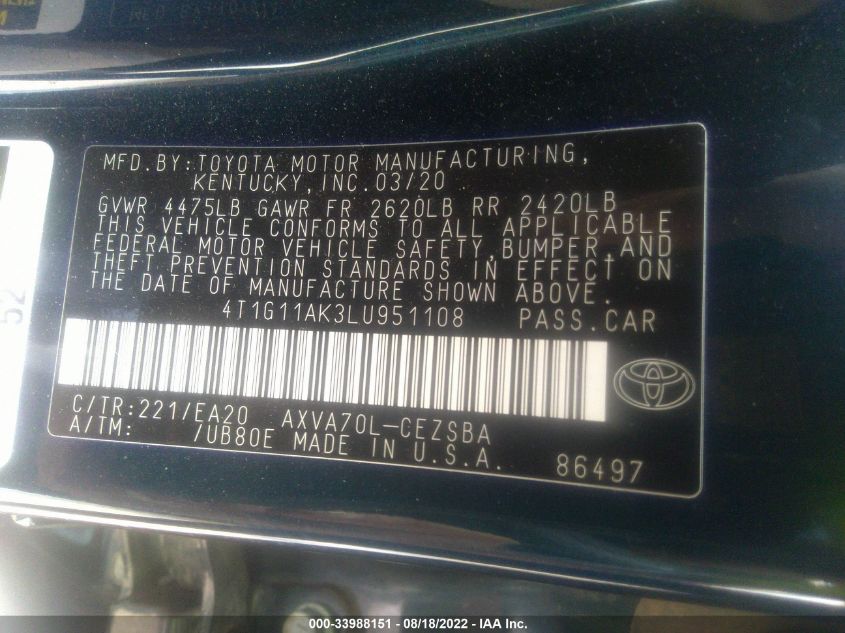 MFD.BY:TOYOTA MOTOR MANUFACTURING,
KENTUCKY, INC.03/20
GVWR 4475LB GAWR FR 2620LB RR 2420LB
THIS VEHICLE CONFORMS TO ALL APPLICABLE
FEDERAL MOTOR VEHICLE SAFETY,BUMPER,AND
THEFT PREVENTION STANDARDS IN EFFECT ON
THE DATE OF MANUFACTURE SHOWN ABOVE.
4T1G11AK3LU951108 PASS.CAR
C/TR:221/EA20 AXVA70L-CEZSBA
A/TM: /UB80E MADE IN U.S.A. 86497
52
000-33988151 - 08/18/2022 - IAA Inc.